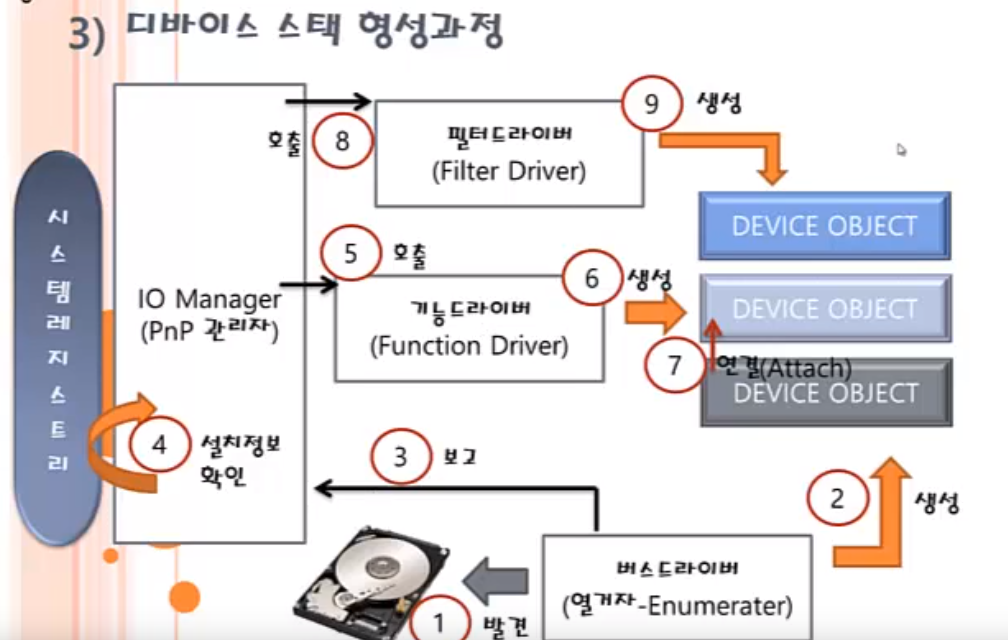 3) 디바이스 스택 형성과정
시스템레지스트리
IO Manager
(PnP 관리자)
호출
8
필터드라이버
(Filter Driver)
9
생성
DEVICE OBJECT
5
호출
기능드라이버
(Function Driver)
6
생성
DEVICE OBJECT
7
연결(Attach)
DEVICE OBJECT
4
설치정보
확인
3
보고
2
생성
버스드라이버
(열거자-Enumerater)
1
발견